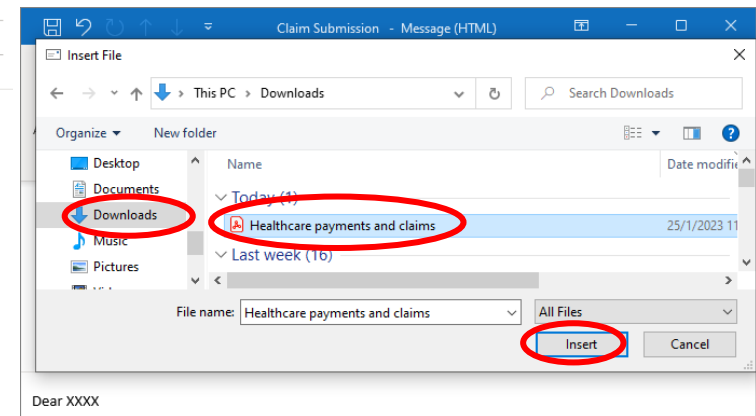 Claim Submission - Message (HTML)
Insert File
This PC > Downloads
Search Downloads
Organize
New folder
Desktop
Name
Date
Documents
Today (1)
Downloads
Healthcare payments and claims
25/1/2023 11
Music
Last week (16)
Pictures
File name: Healthcare payments and claims
All Files
Insert
Cancel
Dear XXXX